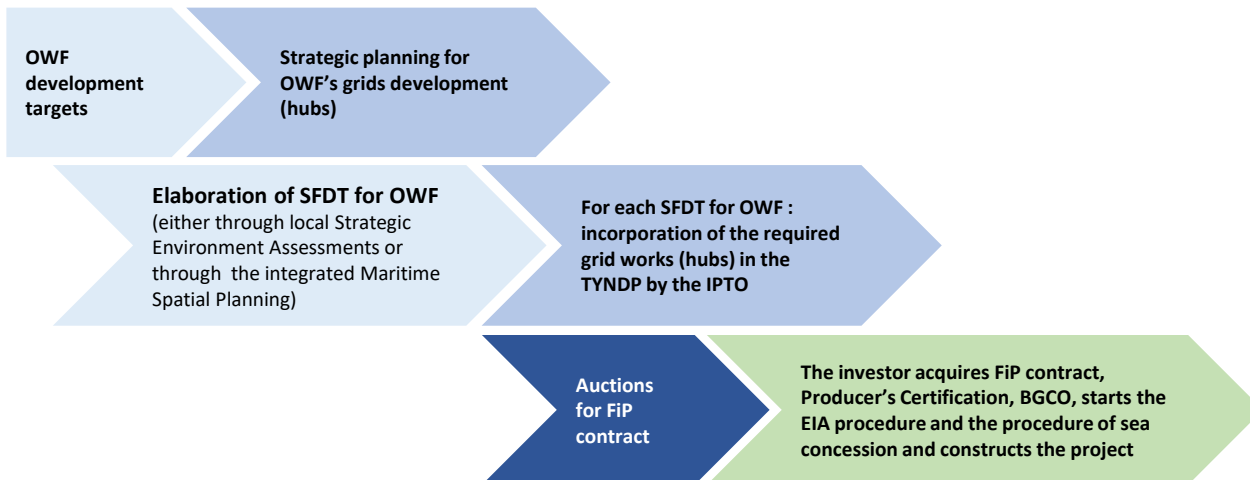 OWF
development
targets
Strategic planning for
OWF's grids development
(hubs)
Elaboration of SFDT for OWF
(either through local Strategic
Environment Assessments or
through the integrated Maritime
Spatial Planning)
For each SFDT for OWF :
incorporation of the required
grid works (hubs) in the
TYNDP by the IPTO
Auctions
for FiP
contract
The investor acquires FiP contract,
Producer's Certification, BGCO, starts the
EIA procedure and the procedure of sea
concession and constructs the project